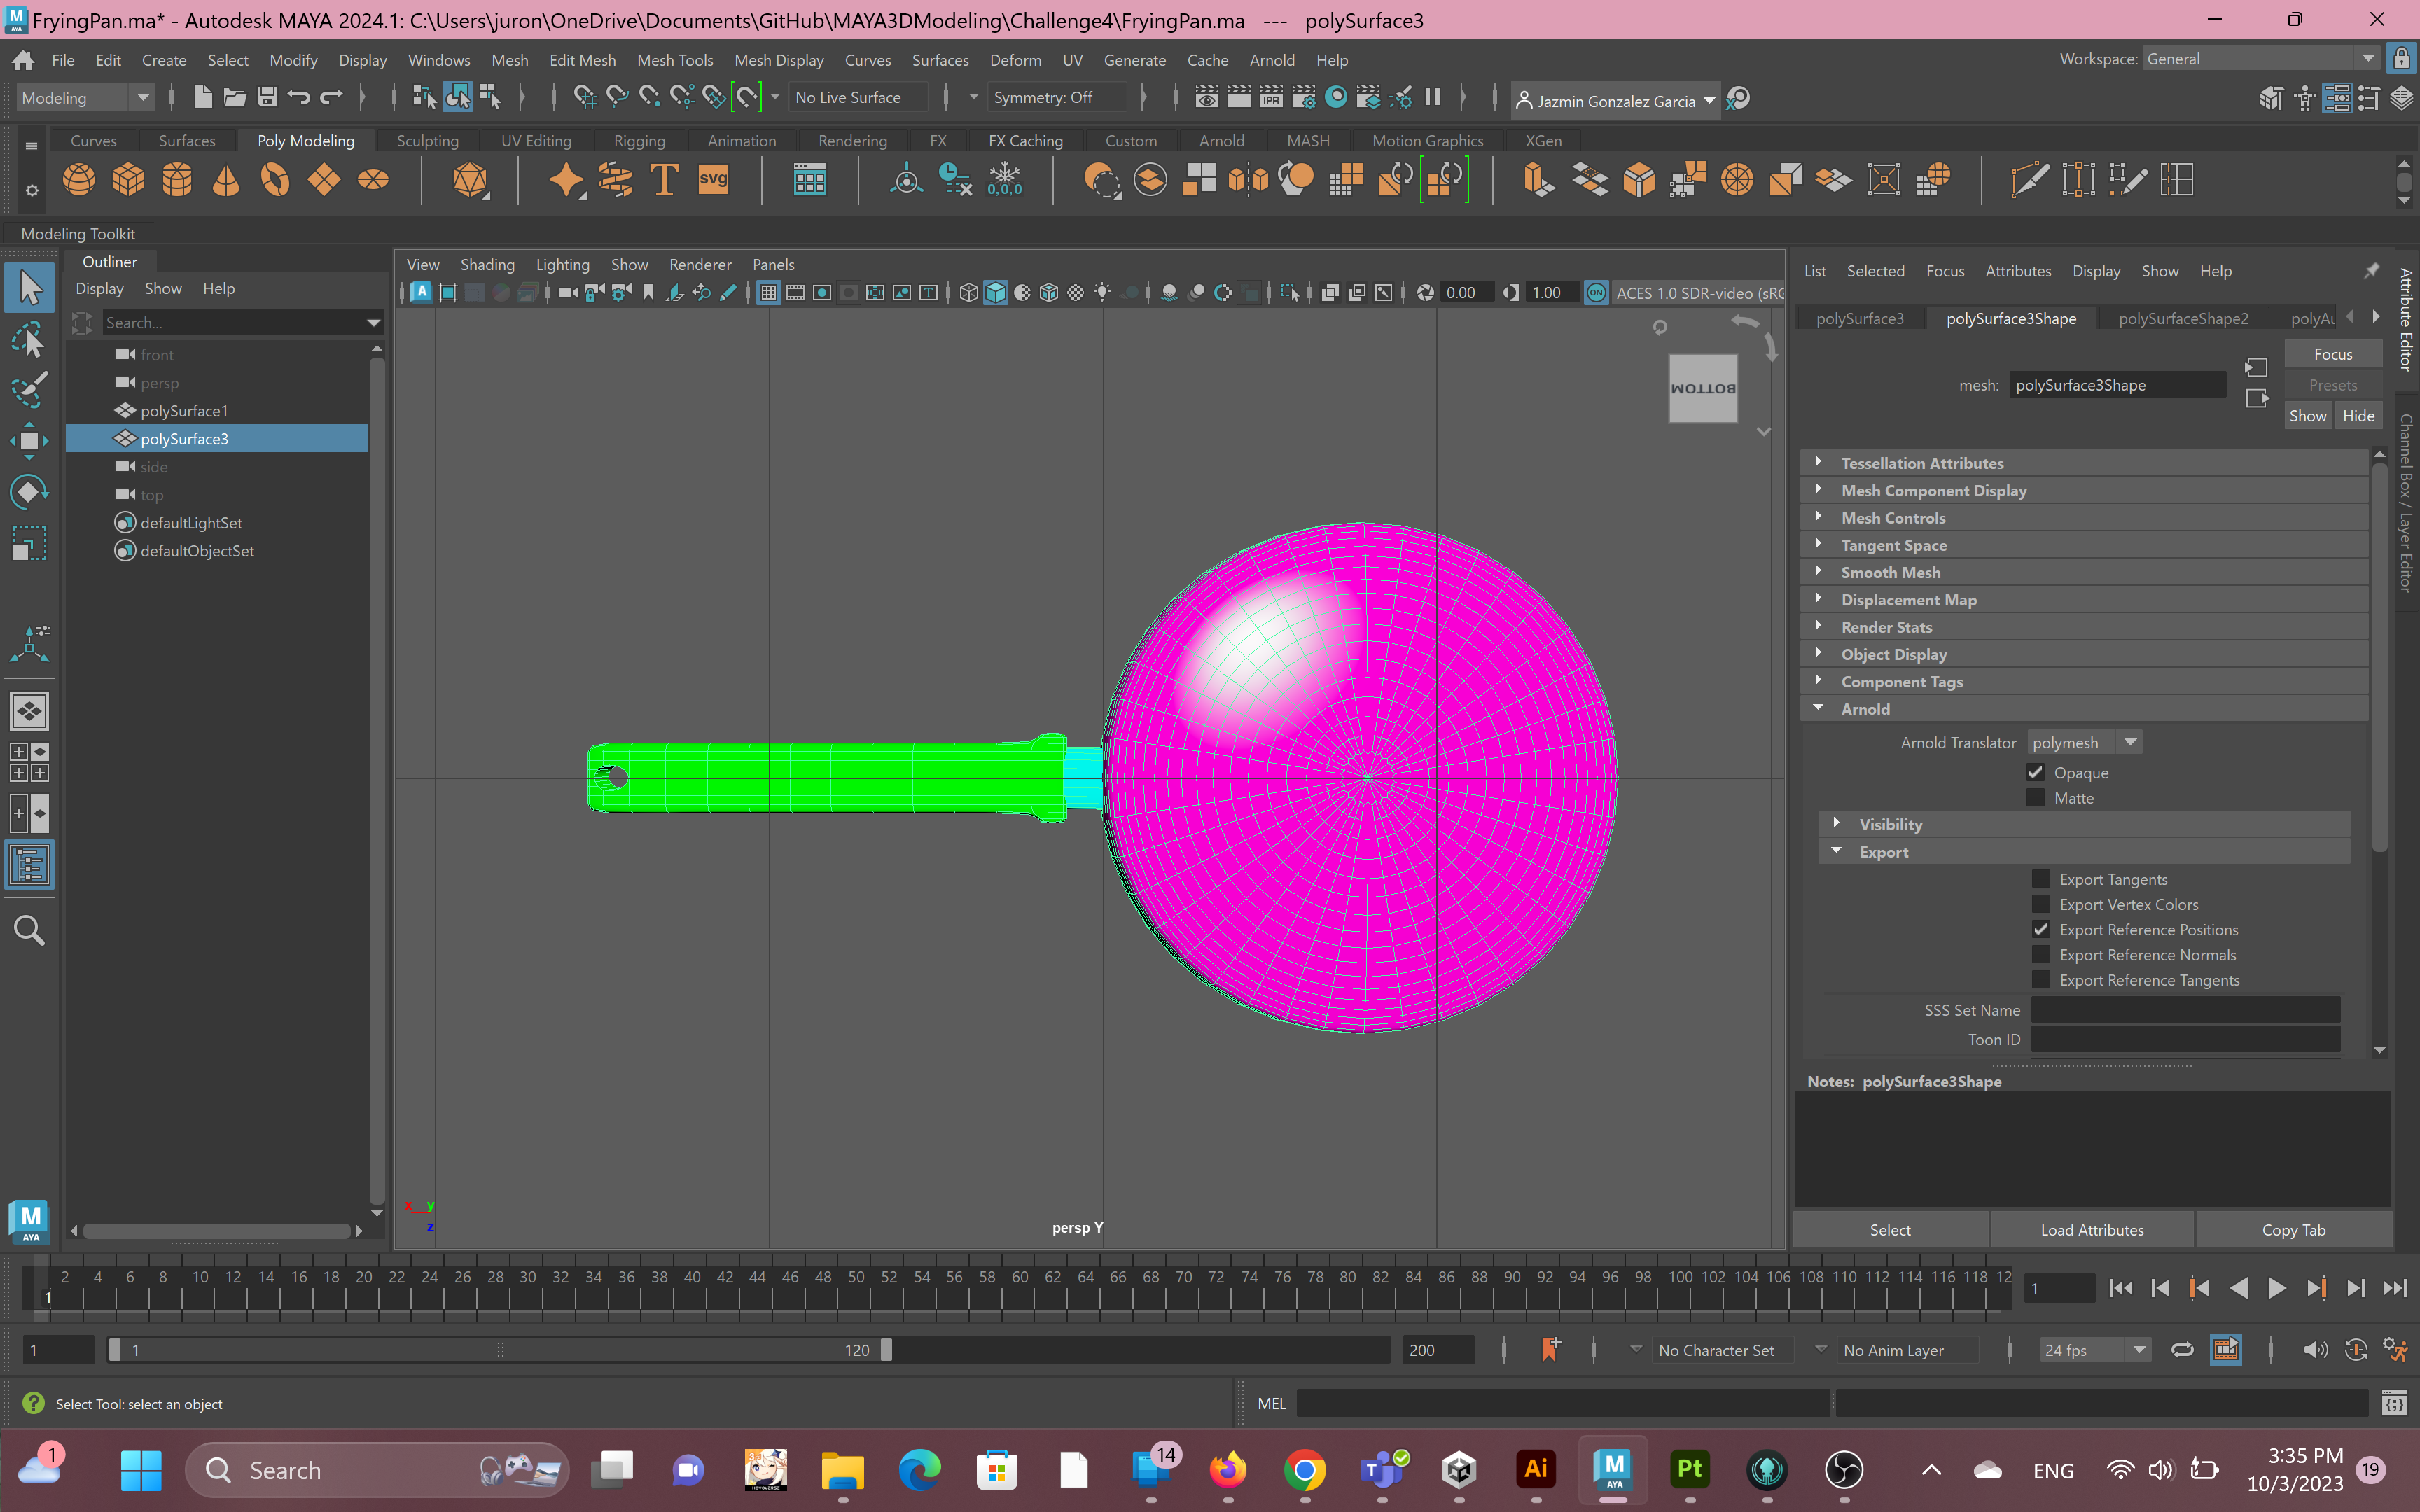 FryingPan.ma* - Autodesk MAYA 2024.1: C:\Users\juron\OneDrive\Documents\GitHub\MAYA3DModeling\Challenge4\FryingPan.ma --- polySurface3
File Edit Create Select Modify Display Windows Mesh Edit Mesh Mesh Tools Mesh Display Curves Surfaces Deform UV Generate Cache Arnold Help
Workspace: General
Modeling No Live Surface Symmetry: Off IPR Jazmin Gonzalez Garcia
Curves Surfaces Poly Modeling Sculpting UV Editing Rigging Animation Rendering FX FX Caching Custom Arnold MASH Motion Graphics XGen
svg
0,0,0
Modeling Toolkit
Outliner
Display Show Help
Search...
front
persp
polySurface1
polySurface3
side
top
defaultLightSet
defaultObjectSet
View Shading Lighting Show Renderer Panels
0.00 1.00 ON ACES 1.0 SDR-video (sRG
BOTTOM
x y
z
persp Y
List Selected Focus Attributes Display Show Help
polySurface3 polySurface3Shape polySurfaceShape2 polyAu
Focus
mesh: polySurface3Shape
Presets
Show Hide
Tessellation Attributes
Mesh Component Display
Mesh Controls
Tangent Space
Smooth Mesh
Displacement Map
Render Stats
Object Display
Component Tags
Arnold
Arnold Translator polymesh
Opaque
Matte
Visibility
Export
Export Tangents
Export Vertex Colors
Export Reference Positions
Export Reference Normals
Export Reference Tangents
SSS Set Name
Toon ID
Notes: polySurface3Shape
Select Load Attributes Copy Tab
Attribute Editor
Channel Box / Layer Editor
M
AYA
2 4 6 8 10 12 14 16 18 20 22 24 26 28 30 32 34 36 38 40 42 44 46 48 50 52 54 56 58 60 62 64 66 68 70 72 74 76 78 80 82 84 86 88 90 92 94 96 98 100 102 104 106 108 110 112 114 116 118 12
1 1
1 1 120 200 No Character Set No Anim Layer 24 fps
Select Tool: select an object MEL
1 Search 14 Ai M AYA Pt ENG 3:35 PM 19
10/3/2023